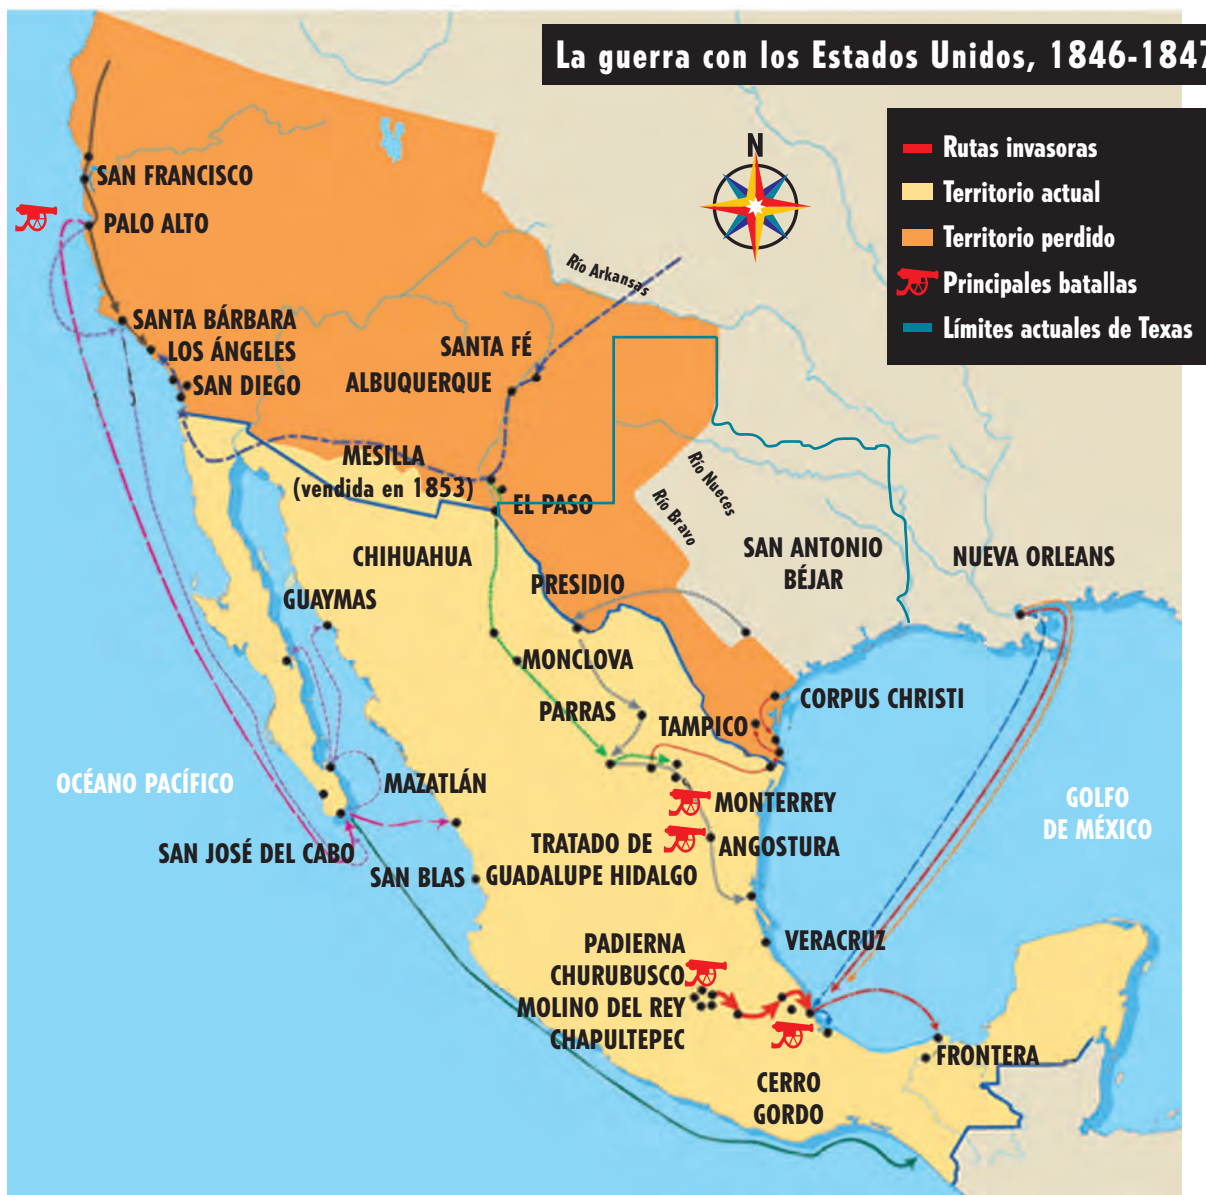 La guerra con los Estados Unidos, 1846-1847
N
Rutas invasoras
Territorio actual
Territorio perdido
Principales batallas
Límites actuales de Texas
SAN FRANCISCO
PALO ALTO
Río Arkansas
SANTA BÁRBARA
LOS ÁNGELES
SAN DIEGO
SANTA FÉ
ALBUQUERQUE
MESILLA
(vendida en 1853)
EL PASO
Río Nueces
Río Bravo
SAN ANTONIO
BÉJAR
NUEVA ORLEANS
CHIHUAHUA
PRESIDIO
GUAYMAS
MONCLOVA
PARRAS
TAMPICO
CORPUS CHRISTI
OCÉANO PACÍFICO
MAZATLÁN
MONTERREY
GOLFO
DE MÉXICO
SAN JOSÉ DEL CABO
TRATADO DE
GUADALUPE HIDALGO
ANGOSTURA
SAN BLAS
VERACRUZ
PADIERNA
CHURUBUSCO
MOLINO DEL REY
CHAPULTEPEC
FRONTERA
CERRO
GORDO